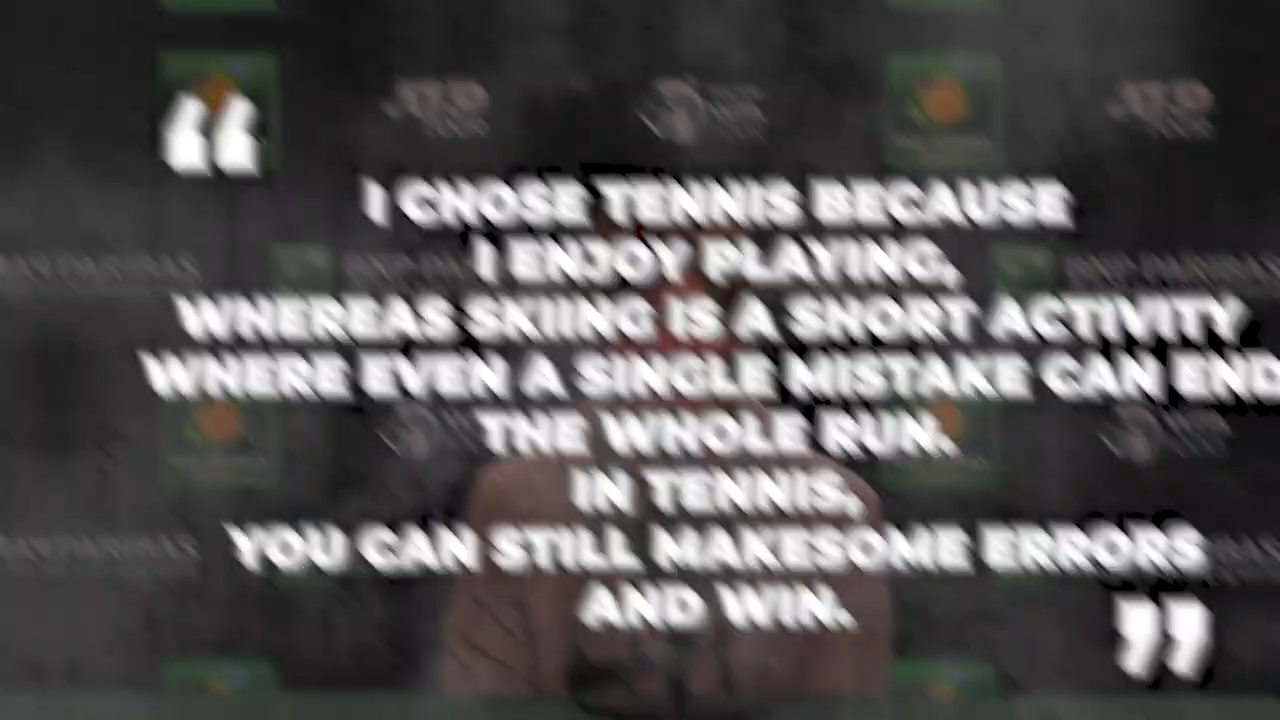 “
I CHOSE TENNIS BECAUSE
I ENJOY PLAYING,
WHEREAS SKIING IS A SHORT ACTIVITY
WHERE EVEN A SINGLE MISTAKE CAN END
THE WHOLE RUN.
IN TENNIS,
YOU CAN STILL MAKESOME ERRORS
AND WIN.
”